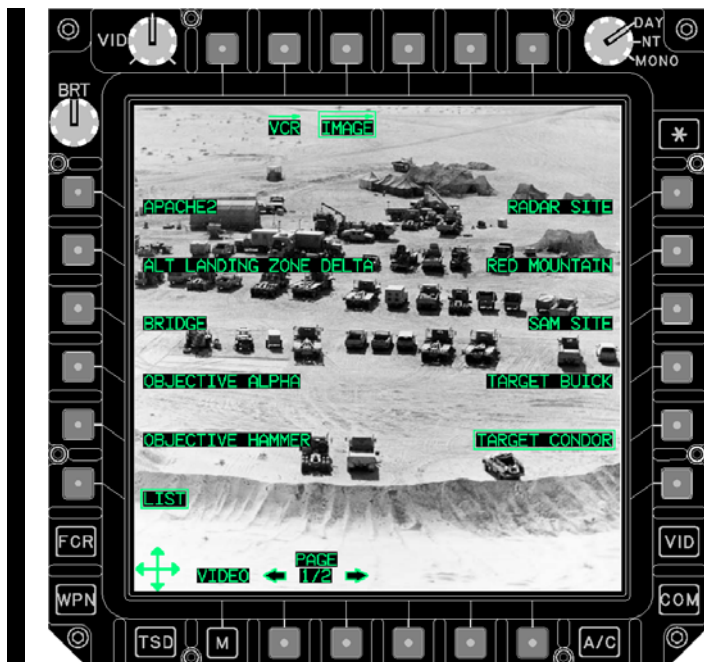 VID
DAY
NT
MONO
BRT
VCR IMAGE
*
APACHE2 RADAR SITE
ALT LANDING ZONE DELTA RED MOUNTAIN
BRIDGE SAM SITE
OBJECTIVE ALPHA TARGET BUICK
OBJECTIVE HAMMER TARGET CONDOR
LIST
FCR VID
PAGE
VIDEO 1/2
WPN COM
TSD M A/C